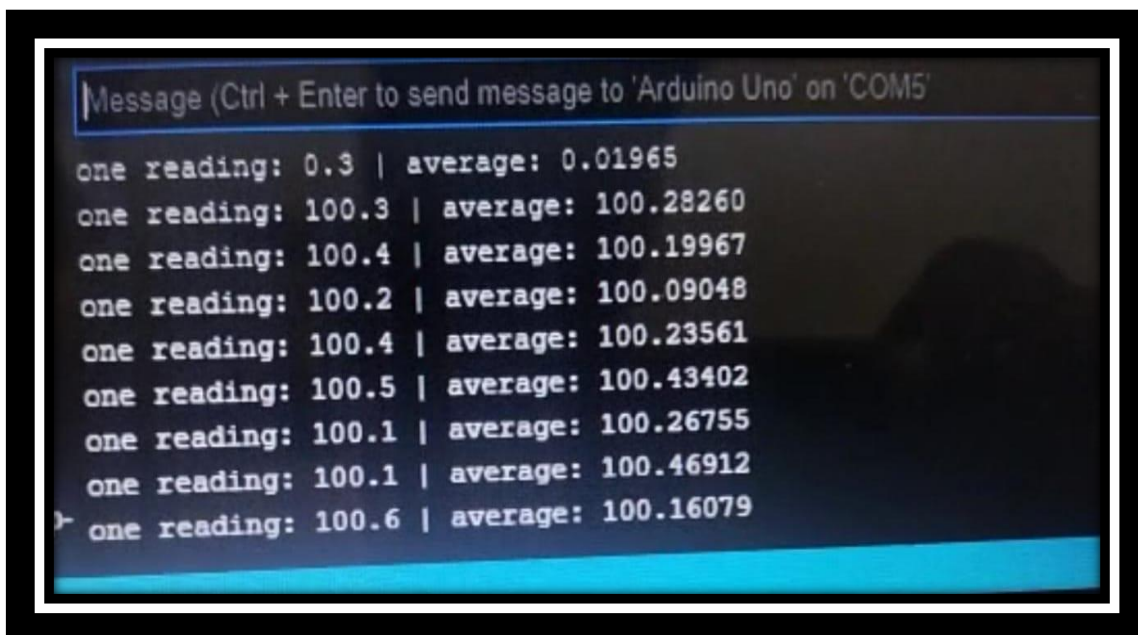 Message (Ctrl + Enter to send message to 'Arduino Uno' on 'COM5'
one reading: 0.3 | average: 0.01965
one reading: 100.3 | average: 100.28260
one reading: 100.4 | average: 100.19967
one reading: 100.2 | average: 100.09048
one reading: 100.4 | average: 100.23561
one reading: 100.5 | average: 100.43402
one reading: 100.1 | average: 100.26755
one reading: 100.1 | average: 100.46912
one reading: 100.6 | average: 100.16079